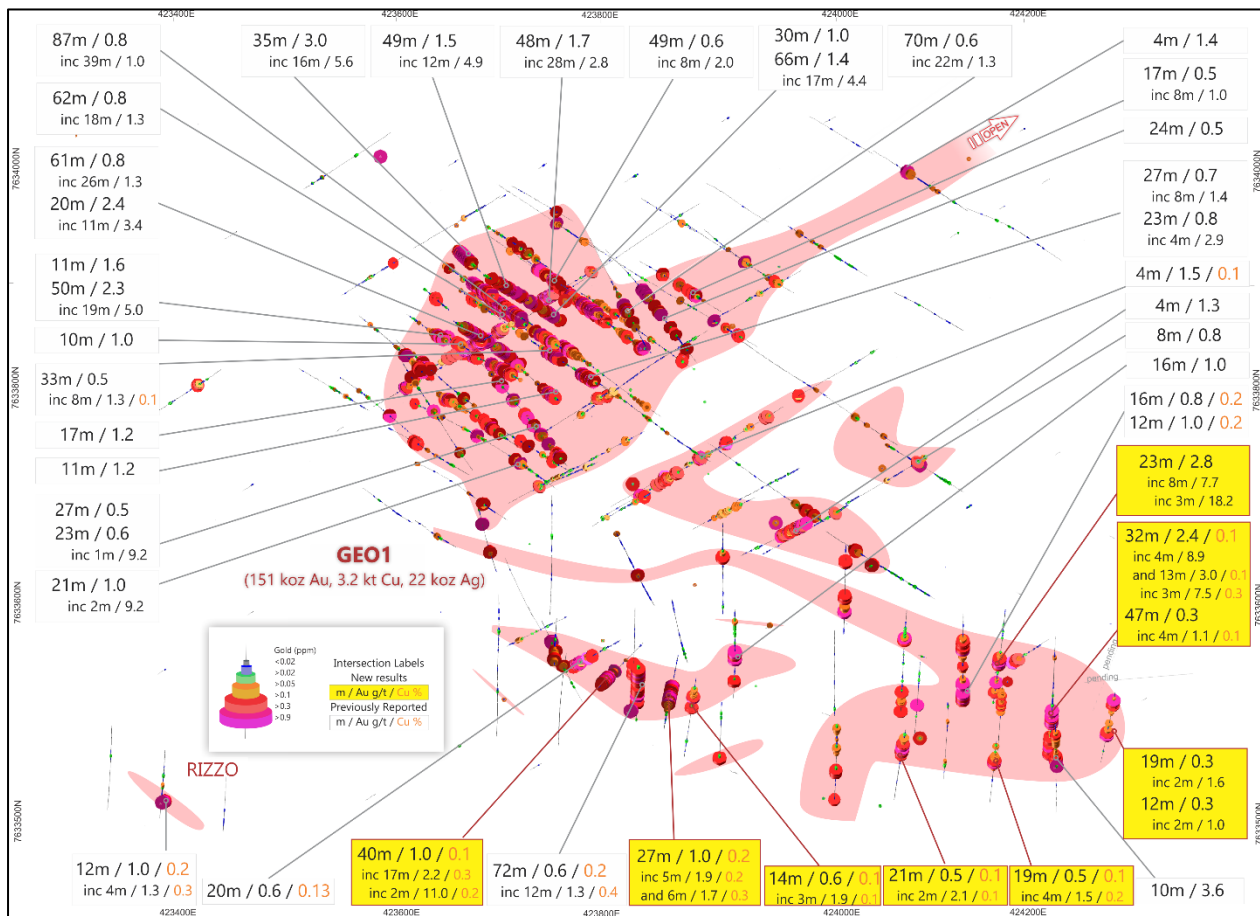 423400E
423600E
423800E
424000E
424200E
87m / 0.8
inc 39m / 1.0
35m / 3.0
inc 16m / 5.6
49m / 1.5
inc 12m / 4.9
48m / 1.7
inc 28m / 2.8
49m / 0.6
inc 8m / 2.0
30m / 1.0
66m / 1.4
inc 17m / 4.4
70m / 0.6
inc 22m / 1.3
4m / 1.4
17m / 0.5
inc 8m / 1.0
24m / 0.5
27m / 0.7
inc 8m / 1.4
23m / 0.8
inc 4m / 2.9
4m / 1.5 / 0.1
4m / 1.3
8m / 0.8
16m / 1.0
16m / 0.8 / 0.2
12m / 1.0 / 0.2
23m / 2.8
inc 8m / 7.7
inc 3m / 18.2
32m / 2.4 / 0.1
inc 4m / 8.9
and 13m / 3.0 / 0.1
inc 3m / 7.5 / 0.3
47m / 0.3
inc 4m / 1.1 / 0.1
19m / 0.3
inc 2m / 1.6
12m / 0.3
inc 2m / 1.0
62m / 0.8
inc 18m / 1.3
61m / 0.8
inc 26m / 1.3
20m / 2.4
inc 11m / 3.4
11m / 1.6
50m / 2.3
inc 19m / 5.0
10m / 1.0
33m / 0.5
inc 8m / 1.3 / 0.1
17m / 1.2
11m / 1.2
27m / 0.5
23m / 0.6
inc 1m / 9.2
21m / 1.0
inc 2m / 9.2
7634000N
7633800N
7633600N
7633500N
7634000N
7633800N
7633600N
7633500N
OPEN
GEO1
(151 koz Au, 3.2 kt Cu, 22 koz Ag)
pending
pending
Gold (ppm)
<0.02
>0.02
>0.05
>0.1
>0.3
>0.9
Intersection Labels
New results
m / Au g/t / Cu %
Previously Reported
m / Au g/t / Cu %
RIZZO
12m / 1.0 / 0.2
inc 4m / 1.3 / 0.3
20m / 0.6 / 0.13
40m / 1.0 / 0.1
inc 17m / 2.2 / 0.3
inc 2m / 11.0 / 0.2
72m / 0.6 / 0.2
inc 12m / 1.3 / 0.4
27m / 1.0 / 0.2
inc 5m / 1.9 / 0.2
and 6m / 1.7 / 0.3
14m / 0.6 / 0.1
inc 3m / 1.9 / 0.1
21m / 0.5 / 0.1
inc 2m / 2.1 / 0.1
19m / 0.5 / 0.1
inc 4m / 1.5 / 0.2
10m / 3.6
423400E
423600E
423800E
424000E
424200E